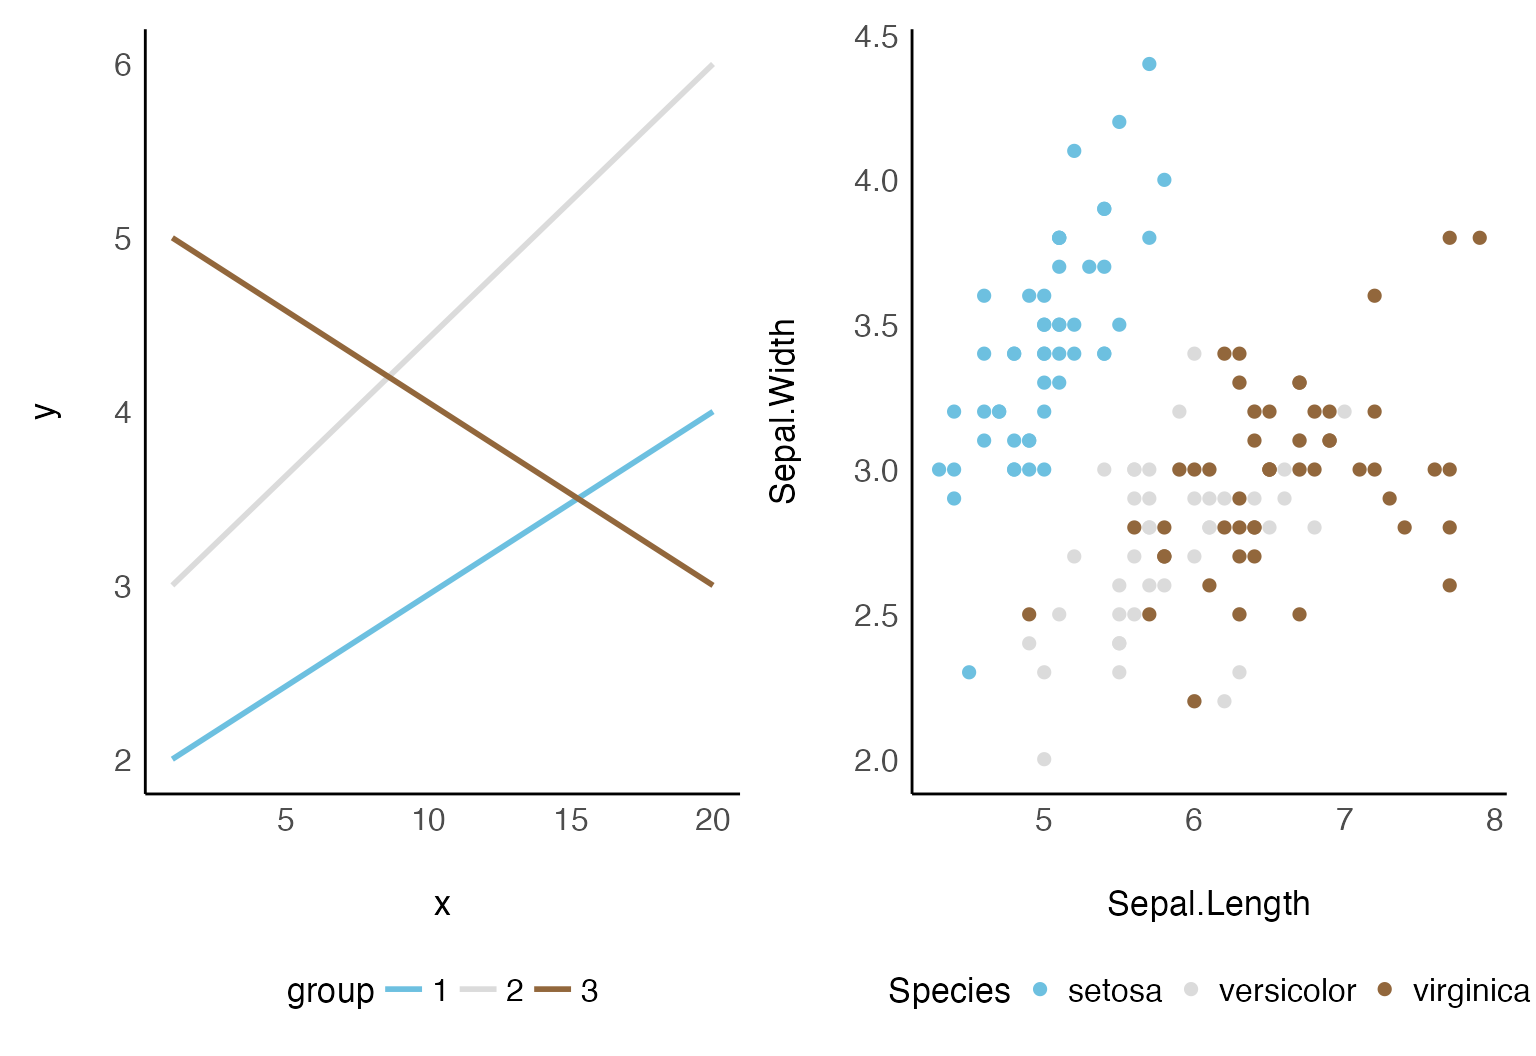 6
5
4
3
2
y
5 10 15 20
x
group 1 2 3
4.5
4.0
3.5
3.0
2.5
2.0
Sepal.Width
5 6 7 8
Sepal.Length
Species setosa versicolor virginica